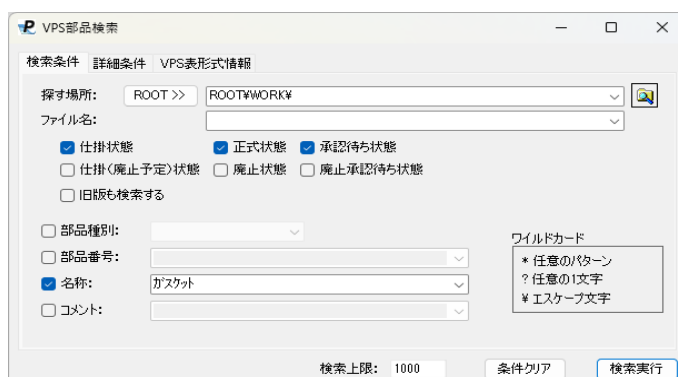 VPS部品検索
検索条件 詳細条件 VPS表形式情報
探す場所: ROOT >> ROOT¥WORK¥
ファイル名:
仕掛状態 正式状態 承認待ち状態
仕掛(廃止予定)状態 廃止状態 廃止承認待ち状態
旧版も検索する
部品種別:
部品番号:
名称: ガスケット
コメント:
ワイルドカード
* 任意のパターン
? 任意の1文字
¥ エスケープ文字
検索上限: 1000 条件クリア 検索実行